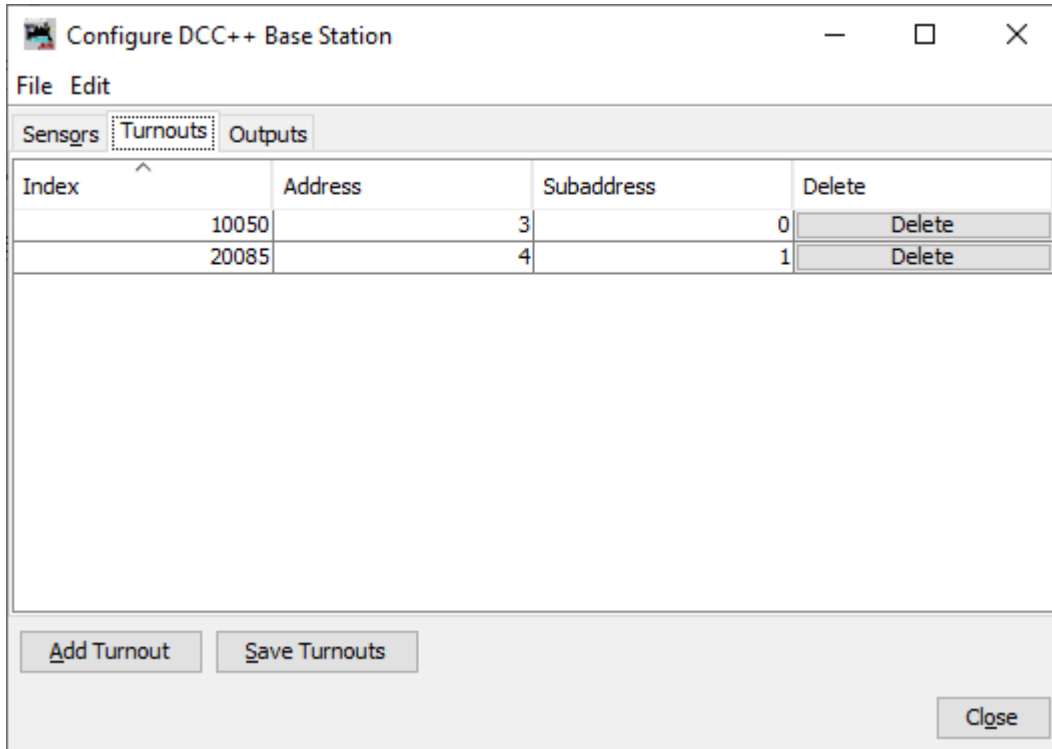 Configure DCC++ Base Station
File Edit
Sensors Turnouts Outputs
Index Address Subaddress Delete
10050 3 0 Delete
20085 4 1 Delete
Add Turnout Save Turnouts
Close